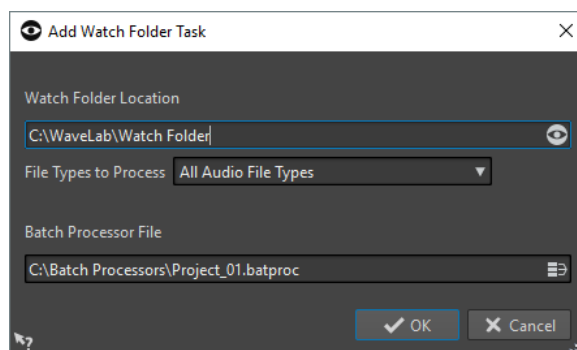 Add Watch Folder Task
Watch Folder Location
C:\WaveLab\Watch Folder
File Types to Process All Audio File Types
Batch Processor File
C:\Batch Processors\Project_01.batproc
OK Cancel
?